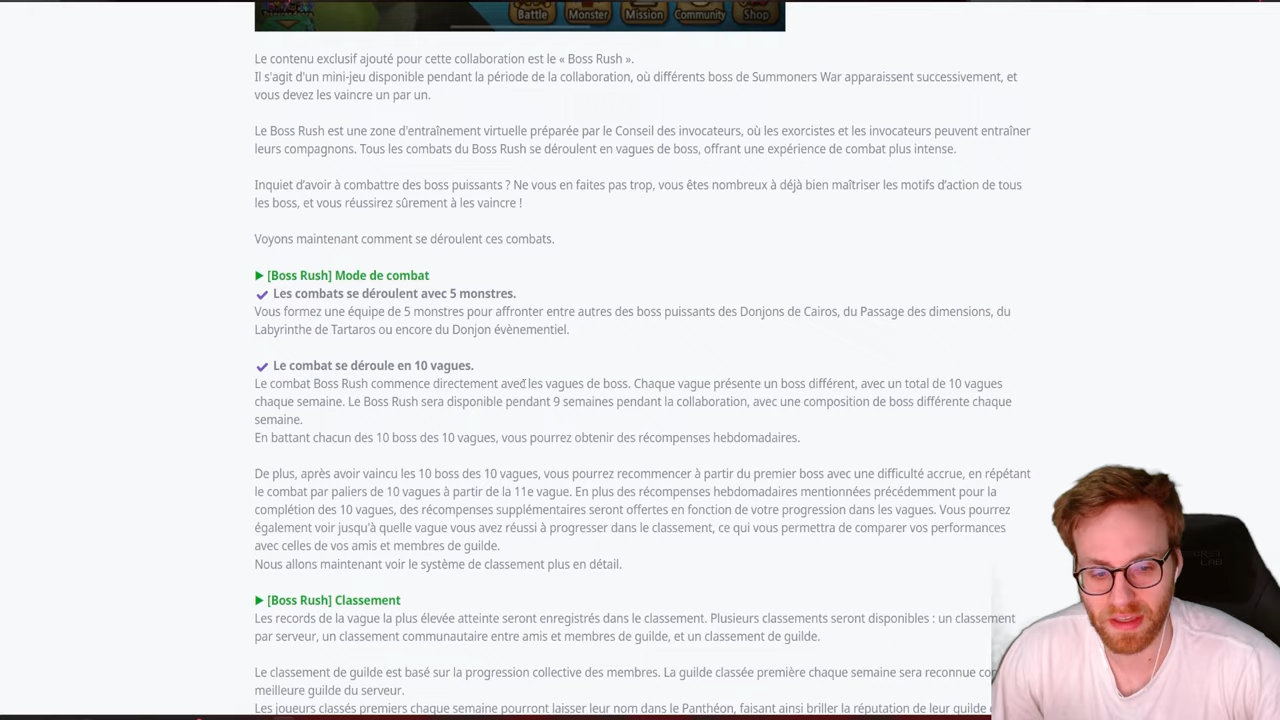 Battle Monster Mission Community Shop
Le contenu exclusif ajouté pour cette collaboration est le « Boss Rush ».
Il s'agit d'un mini-jeu disponible pendant la période de la collaboration, où différents boss de Summoners War apparaissent successivement, et
vous devez les vaincre un par un.
Le Boss Rush est une zone d'entraînement virtuelle préparée par le Conseil des invocateurs, où les exorcistes et les invocateurs peuvent entraîner
leurs compagnons. Tous les combats du Boss Rush se déroulent en vagues de boss, offrant une expérience de combat plus intense.
Inquiet d’avoir à combattre des boss puissants ? Ne vous en faites pas trop, vous êtes nombreux à déjà bien maîtriser les motifs d’action de tous
les boss, et vous réussirez sûrement à les vaincre !
Voyons maintenant comment se déroulent ces combats.
▶ [Boss Rush] Mode de combat
✔ Les combats se déroulent avec 5 monstres.
Vous formez une équipe de 5 monstres pour affronter entre autres des boss puissants des Donjons de Cairos, du Passage des dimensions, du
Labyrinthe de Tartaros ou encore du Donjon évènementiel.
✔ Le combat se déroule en 10 vagues.
Le combat Boss Rush commence directement avec les vagues de boss. Chaque vague présente un boss différent, avec un total de 10 vagues
chaque semaine. Le Boss Rush sera disponible pendant 9 semaines pendant la collaboration, avec une composition de boss différente chaque
semaine.
En battant chacun des 10 boss des 10 vagues, vous pourrez obtenir des récompenses hebdomadaires.
De plus, après avoir vaincu les 10 boss des 10 vagues, vous pourrez recommencer à partir du premier boss avec une difficulté accrue, en répétant
le combat par paliers de 10 vagues à partir de la 11e vague. En plus des récompenses hebdomadaires mentionnées précédemment pour la
complétion des 10 vagues, des récompenses supplémentaires seront offertes en fonction de votre progression dans les vagues. Vous pourrez
également voir jusqu'à quelle vague vous avez réussi à progresser dans le classement, ce qui vous permettra de comparer vos performances
avec celles de vos amis et membres de guilde.
Nous allons maintenant voir le système de classement plus en détail.
▶ [Boss Rush] Classement
Les records de la vague la plus élevée atteinte seront enregistrés dans le classement. Plusieurs classements seront disponibles : un classement
par serveur, un classement communautaire entre amis et membres de guilde, et un classement de guilde.
Le classement de guilde est basé sur la progression collective des membres. La guilde classée première chaque semaine sera reconnue
meilleure guilde du serveur.
Les joueurs classés premiers chaque semaine pourront laisser leur nom dans le Panthéon, faisant ainsi briller la réputation de leur guilde